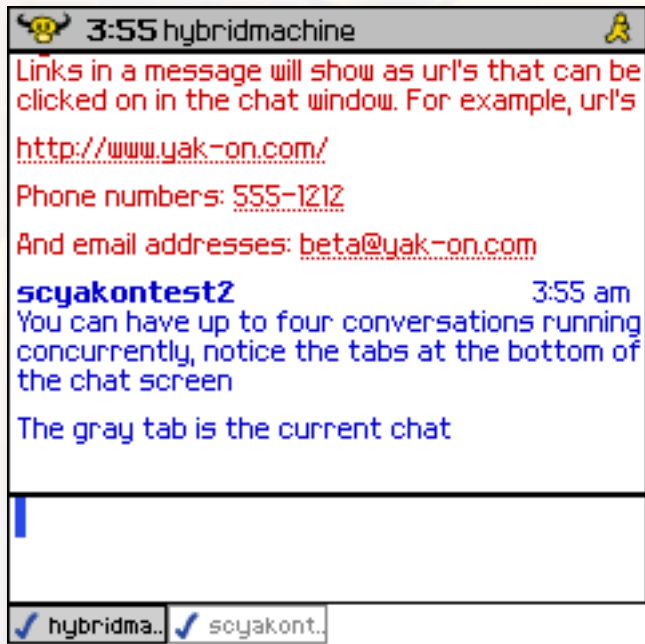 3:55 hybridmachine
Links in a message will show as url's that can be
clicked on in the chat window. For example, url's
http://www.yak-on.com/
Phone numbers: 555-1212
And email addresses: beta@yak-on.com
scyakontest2 3:55 am
You can have up to four conversations running
concurrently, notice the tabs at the bottom of
the chat screen
The gray tab is the current chat
hybridma.. scyakont..